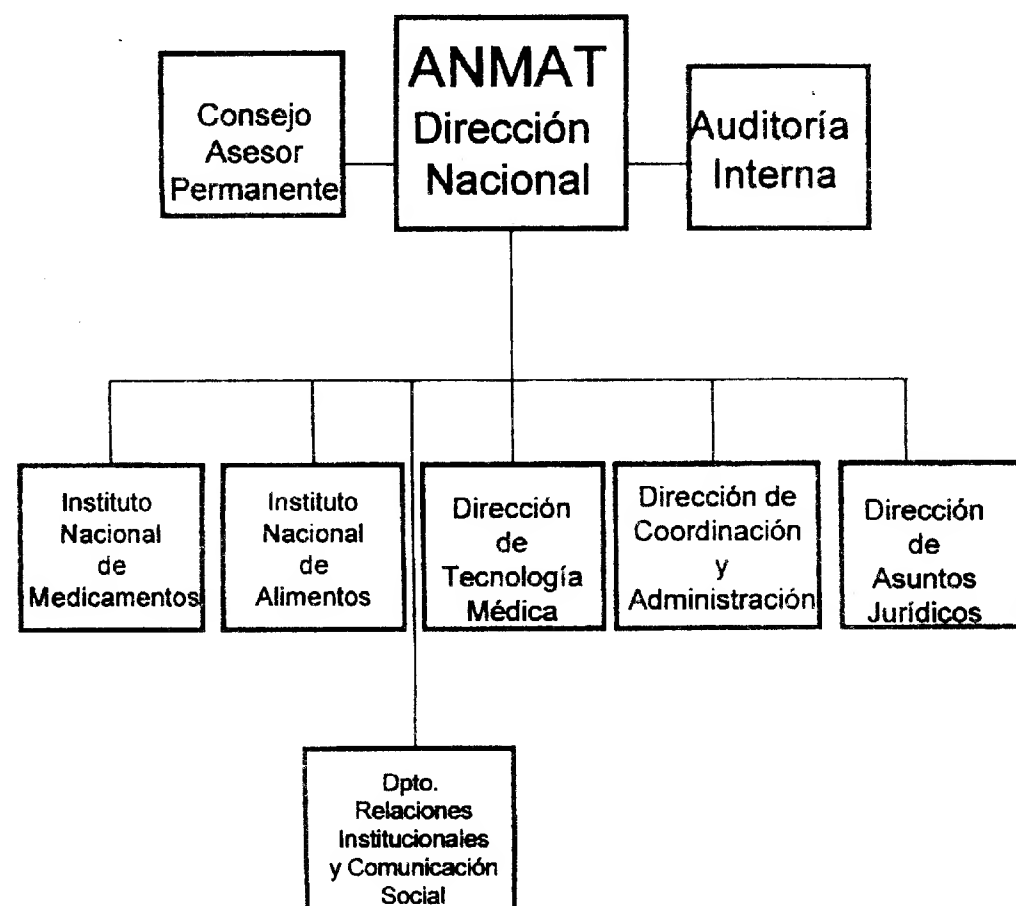 Consejo
Asesor
Permanente
ANMAT
Dirección
Nacional
Auditoría
Interna
Instituto
Nacional
de
Medicamentos
Instituto
Nacional
de
Alimentos
Dirección
de
Tecnología
Médica
Dirección de
Coordinación
y
Administración
Dirección
de
Asuntos
Jurídicos
Dpto.
Relaciones
Institucionales
y Comunicación
Social